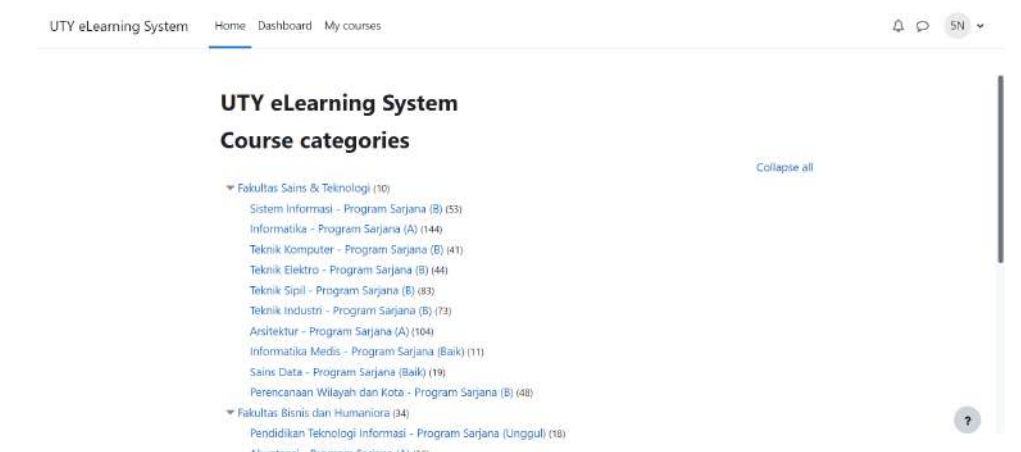 UTY eLearning System Home Dashboard My courses SN
UTY eLearning System
Course categories
Collapse all
Fakultas Sains & Teknologi (10)
Sistem Informasi - Program Sarjana (B) (53)
Informatika - Program Sarjana (A) (144)
Teknik Komputer - Program Sarjana (B) (41)
Teknik Elektro - Program Sarjana (B) (44)
Teknik Sipil - Program Sarjana (B) (83)
Teknik Industri - Program Sarjana (B) (73)
Arsitektur - Program Sarjana (A) (104)
Informatika Medis - Program Sarjana (Baik) (11)
Sains Data - Program Sarjana (Baik) (19)
Perencanaan Wilayah dan Kota - Program Sarjana (B) (48)
Fakultas Bisnis dan Humaniora (34)
?
Pendidikan Teknologi Informasi - Program Sarjana (Unggul) (18)